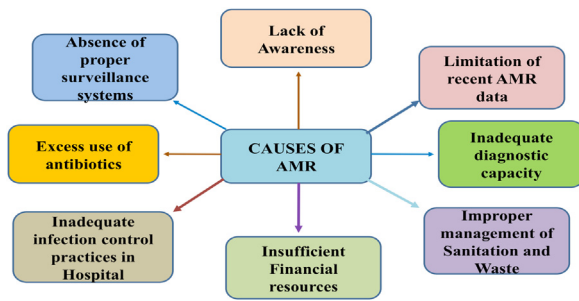 Lack of
Awareness
Absence of
proper
surveillance
systems
Limitation of
recent AMR
data
Excess use of
antibiotics
CAUSES OF
AMR
Inadequate
diagnostic
capacity
Inadequate
infection control
practices in
Hospital
Insufficient
Financial
resources
Improper
management of
Sanitation and
Waste